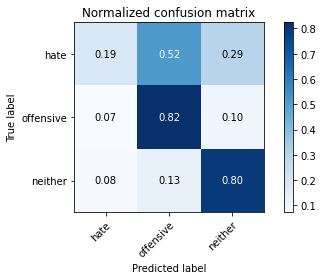 Normalized confusion matrix
True label
hate 0.19 0.52 0.29
offensive 0.07 0.82 0.10
neither 0.08 0.13 0.80
hate offensive neither
Predicted label
0.8
0.7
0.6
0.5
0.4
0.3
0.2
0.1